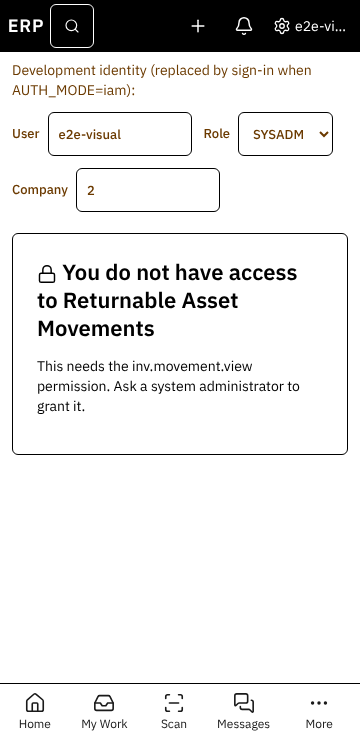 ERP e2e-vi...
Development identity (replaced by sign-in when
AUTH_MODE=iam):
User e2e-visual Role SYSADM
Company 2
You do not have access
to Returnable Asset
Movements
This needs the inv.movement.view
permission. Ask a system administrator to
grant it.
Home My Work Scan Messages More